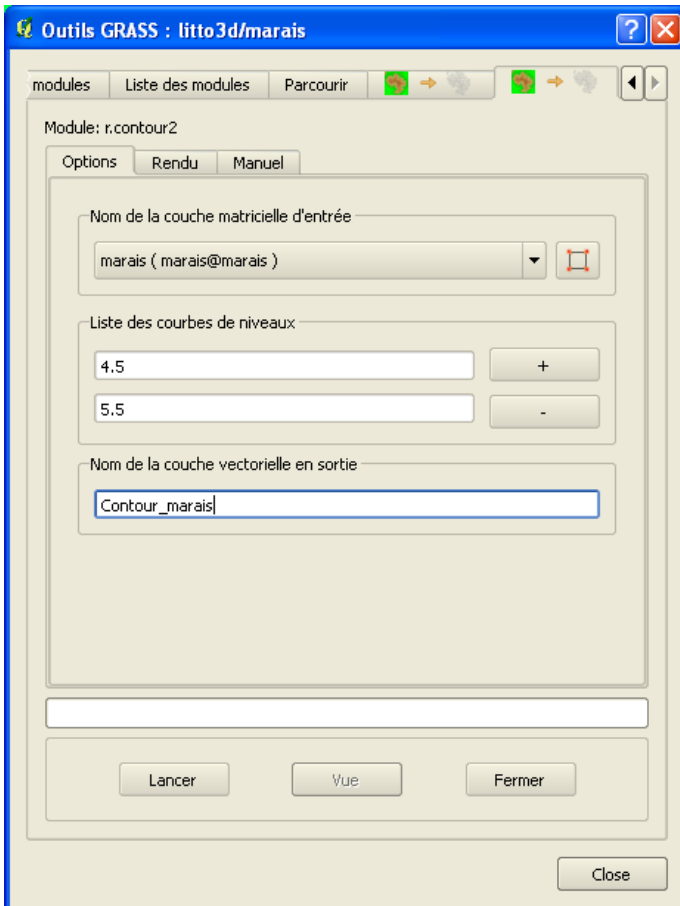 Outils GRASS : litto3d/marais
modules Liste des modules Parcourir
Module: r.contour2
Options Rendu Manuel
Nom de la couche matricielle d'entrée
marais ( marais@marais )
Liste des courbes de niveaux
4.5 +
5.5 -
Nom de la couche vectorielle en sortie
Contour_marais
Lancer Vue Fermer
Close